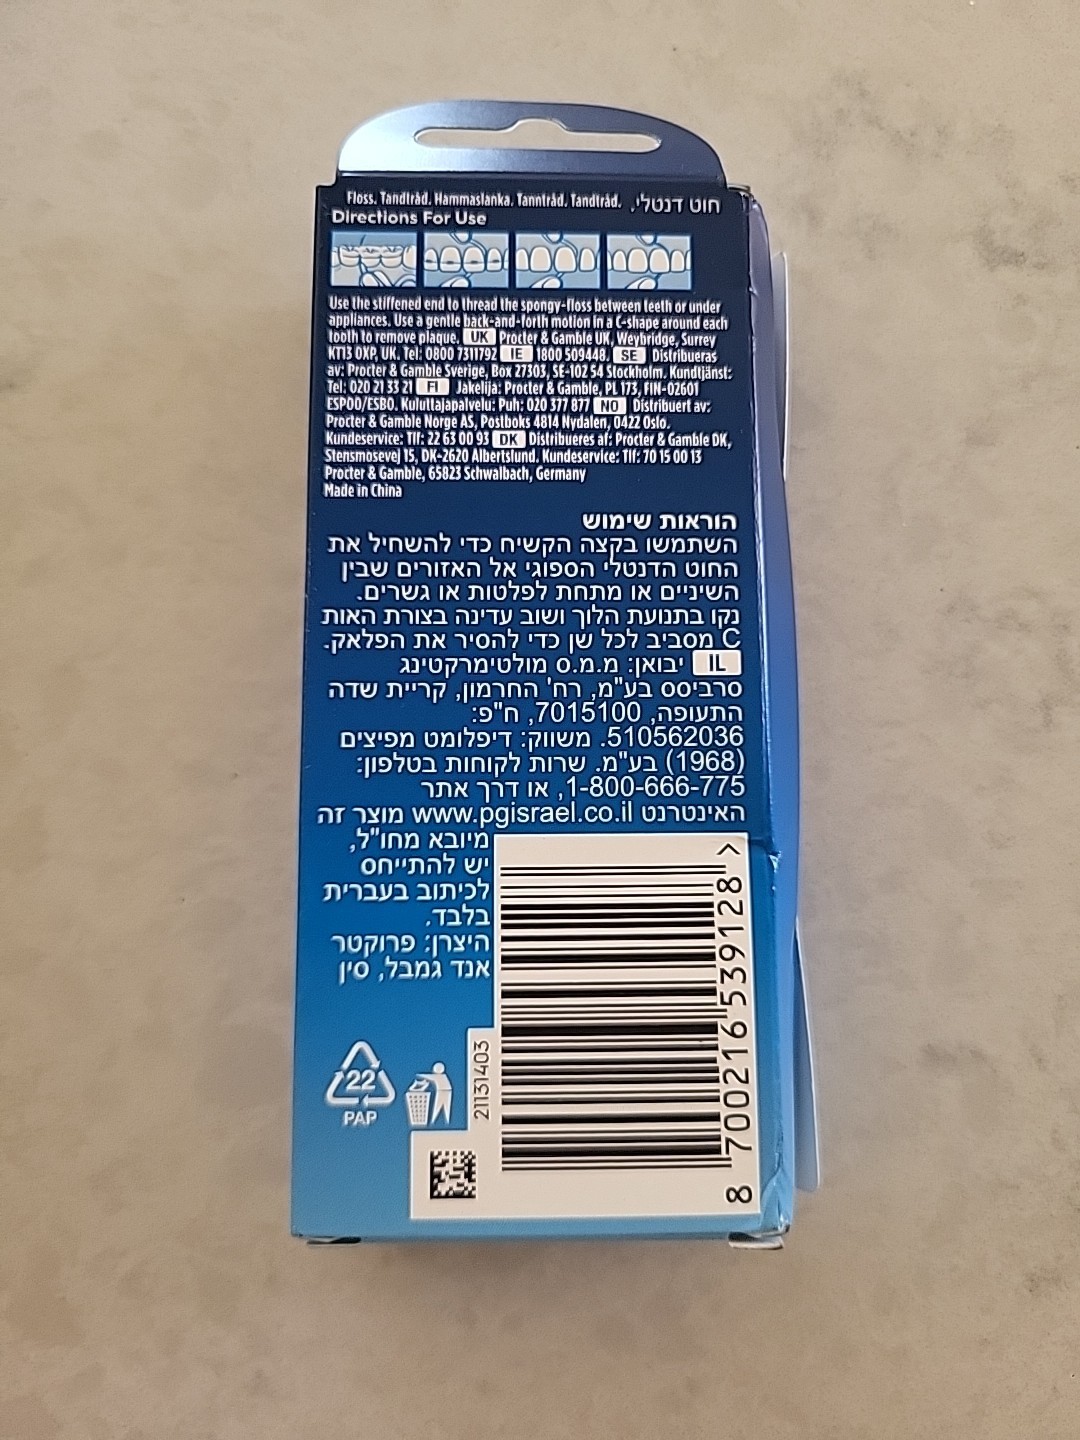 Floss. Tandtråd. Hammaslanka. Tanntråd. Tandtråd. חוט דנטלי.
Directions For Use
Use the stiffened end to thread the spongy-floss between teeth or under
appliances. Use a gentle back-and-forth motion in a C-shape around each
tooth to remove plaque. UK Procter & Gamble UK, Weybridge, Surrey
KT13 0XP, UK. Tel: 0800 7311792 IE 1800 509448. SE Distribueras
av: Procter & Gamble Sverige, Box 27303, SE-102 54 Stockholm. Kundtjänst:
Tel: 020 21 33 21 FI Jakelija: Procter & Gamble, PL 173, FIN-02601
ESPOO/ESBO. Kuluttajapalvelu: Puh: 020 377 877 NO Distribuert av:
Procter & Gamble Norge AS, Postboks 4814 Nydalen, 0422 Oslo.
Kundeservice: Tlf: 22 63 00 93 DK Distribueres af: Procter & Gamble DK,
Stensmosevej 15, DK-2620 Albertslund. Kundeservice: Tlf: 70 15 00 13
Procter & Gamble, 65823 Schwalbach, Germany
Made in China
הוראות שימוש
השתמשו בקצה הקשיח כדי להשחיל את
החוט הדנטלי הספוגי אל האזורים שבין
השיניים או מתחת לפלטות או גשרים.
נקו בתנועת הלוך ושוב עדינה בצורת האות
C מסביב לכל שן כדי להסיר את הפלאק.
IL יבואן: מ.מ.ס מולטימרקטינג
סרביסס בע"מ, רח' החרמון, קריית שדה
התעופה, 7015100, ח"פ:
510562036. משווק: דיפלומט מפיצים
(1968) בע"מ. שרות לקוחות בטלפון:
1-800-666-775, או דרך אתר
האינטרנט www.pgisrael.co.il מוצר זה
מיובא מחו"ל,
יש להתייחס
לכיתוב בעברית
בלבד.
היצרן: פרוקטר
אנד גמבל, סין
22
PAP
21131403
8 700216 539128 >